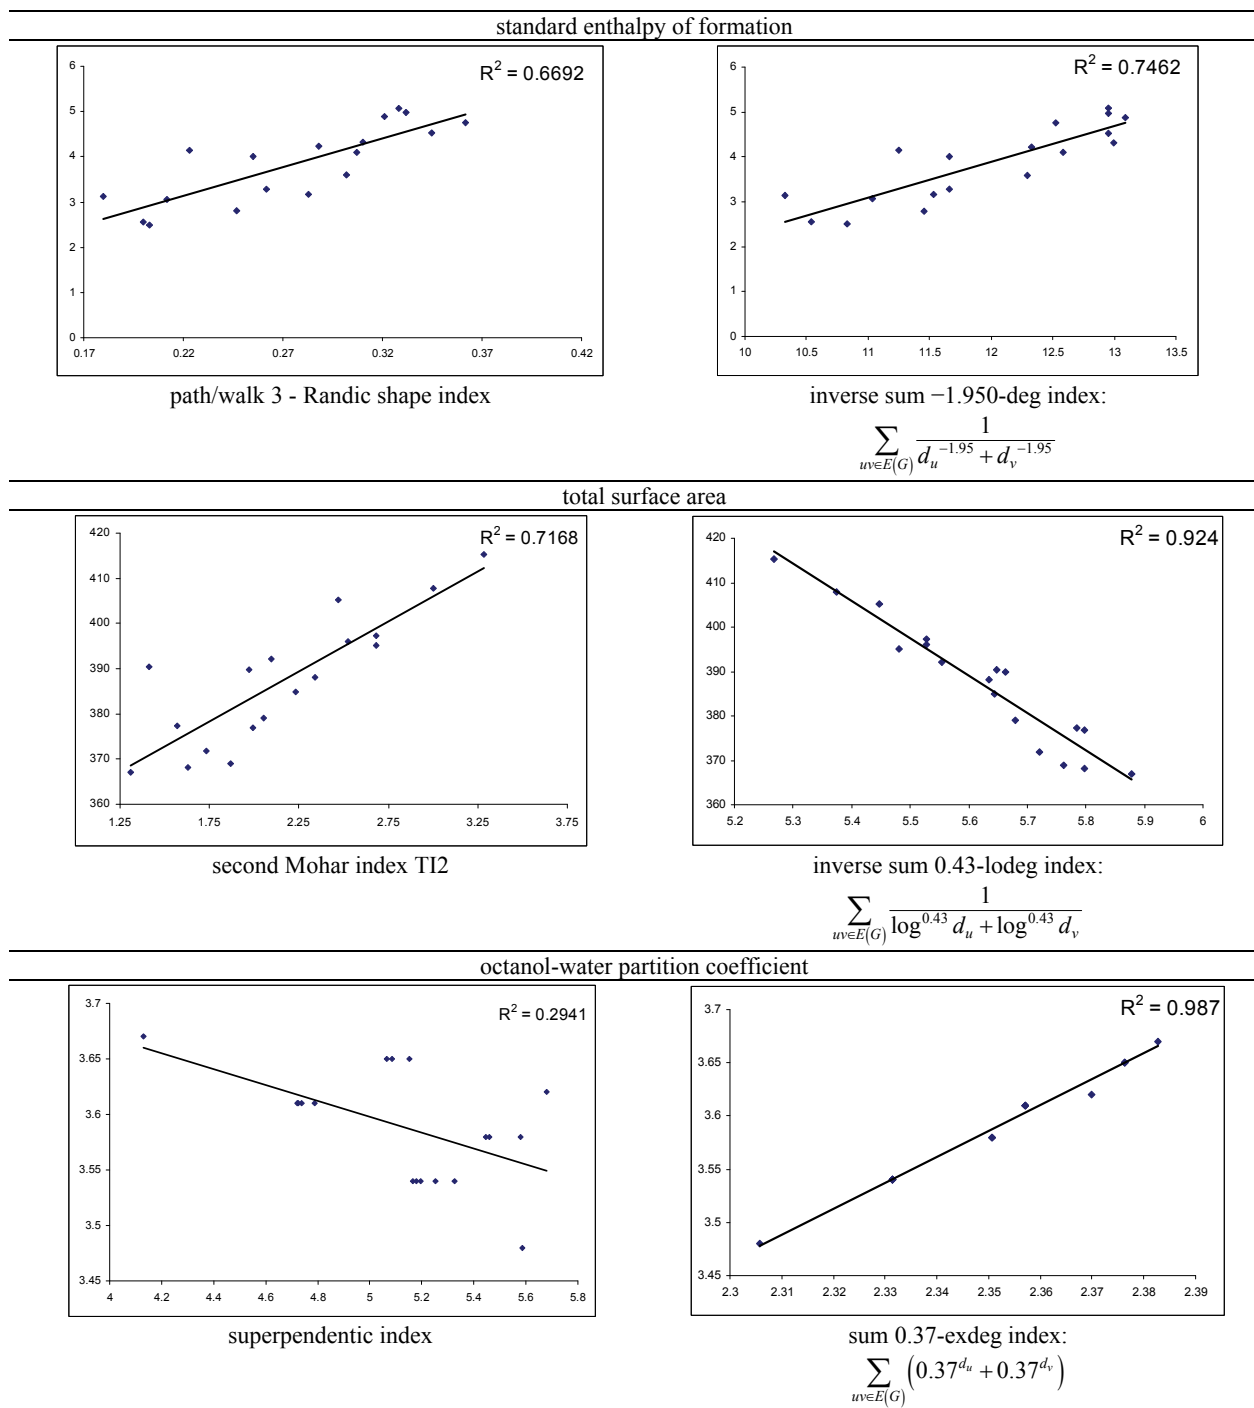 standard enthalpy of formation
R² = 0.6692
6
5
4
3
2
1
0
0.17 0.22 0.27 0.32 0.37 0.42
path/walk 3 - Randic shape index
R² = 0.7462
6
5
4
3
2
1
0
10 10.5 11 11.5 12 12.5 13 13.5
inverse sum −1.950-deg index:
∑_{uv∈E(G)} 1 / (d_u^{−1.95} + d_v^{−1.95})
total surface area
R² = 0.7168
420
410
400
390
380
370
360
1.25 1.75 2.25 2.75 3.25 3.75
second Mohar index TI2
R² = 0.924
420
410
400
390
380
370
360
5.2 5.3 5.4 5.5 5.6 5.7 5.8 5.9 6
inverse sum 0.43-lodeg index:
∑_{uv∈E(G)} 1 / (log^{0.43} d_u + log^{0.43} d_v)
octanol-water partition coefficient
R² = 0.2941
3.7
3.65
3.6
3.55
3.5
3.45
4 4.2 4.4 4.6 4.8 5 5.2 5.4 5.6 5.8
superpendentic index
R² = 0.987
3.7
3.65
3.6
3.55
3.5
3.45
2.3 2.31 2.32 2.33 2.34 2.35 2.36 2.37 2.38 2.39
sum 0.37-exdeg index:
∑_{uv∈E(G)} (0.37^{d_u} + 0.37^{d_v})